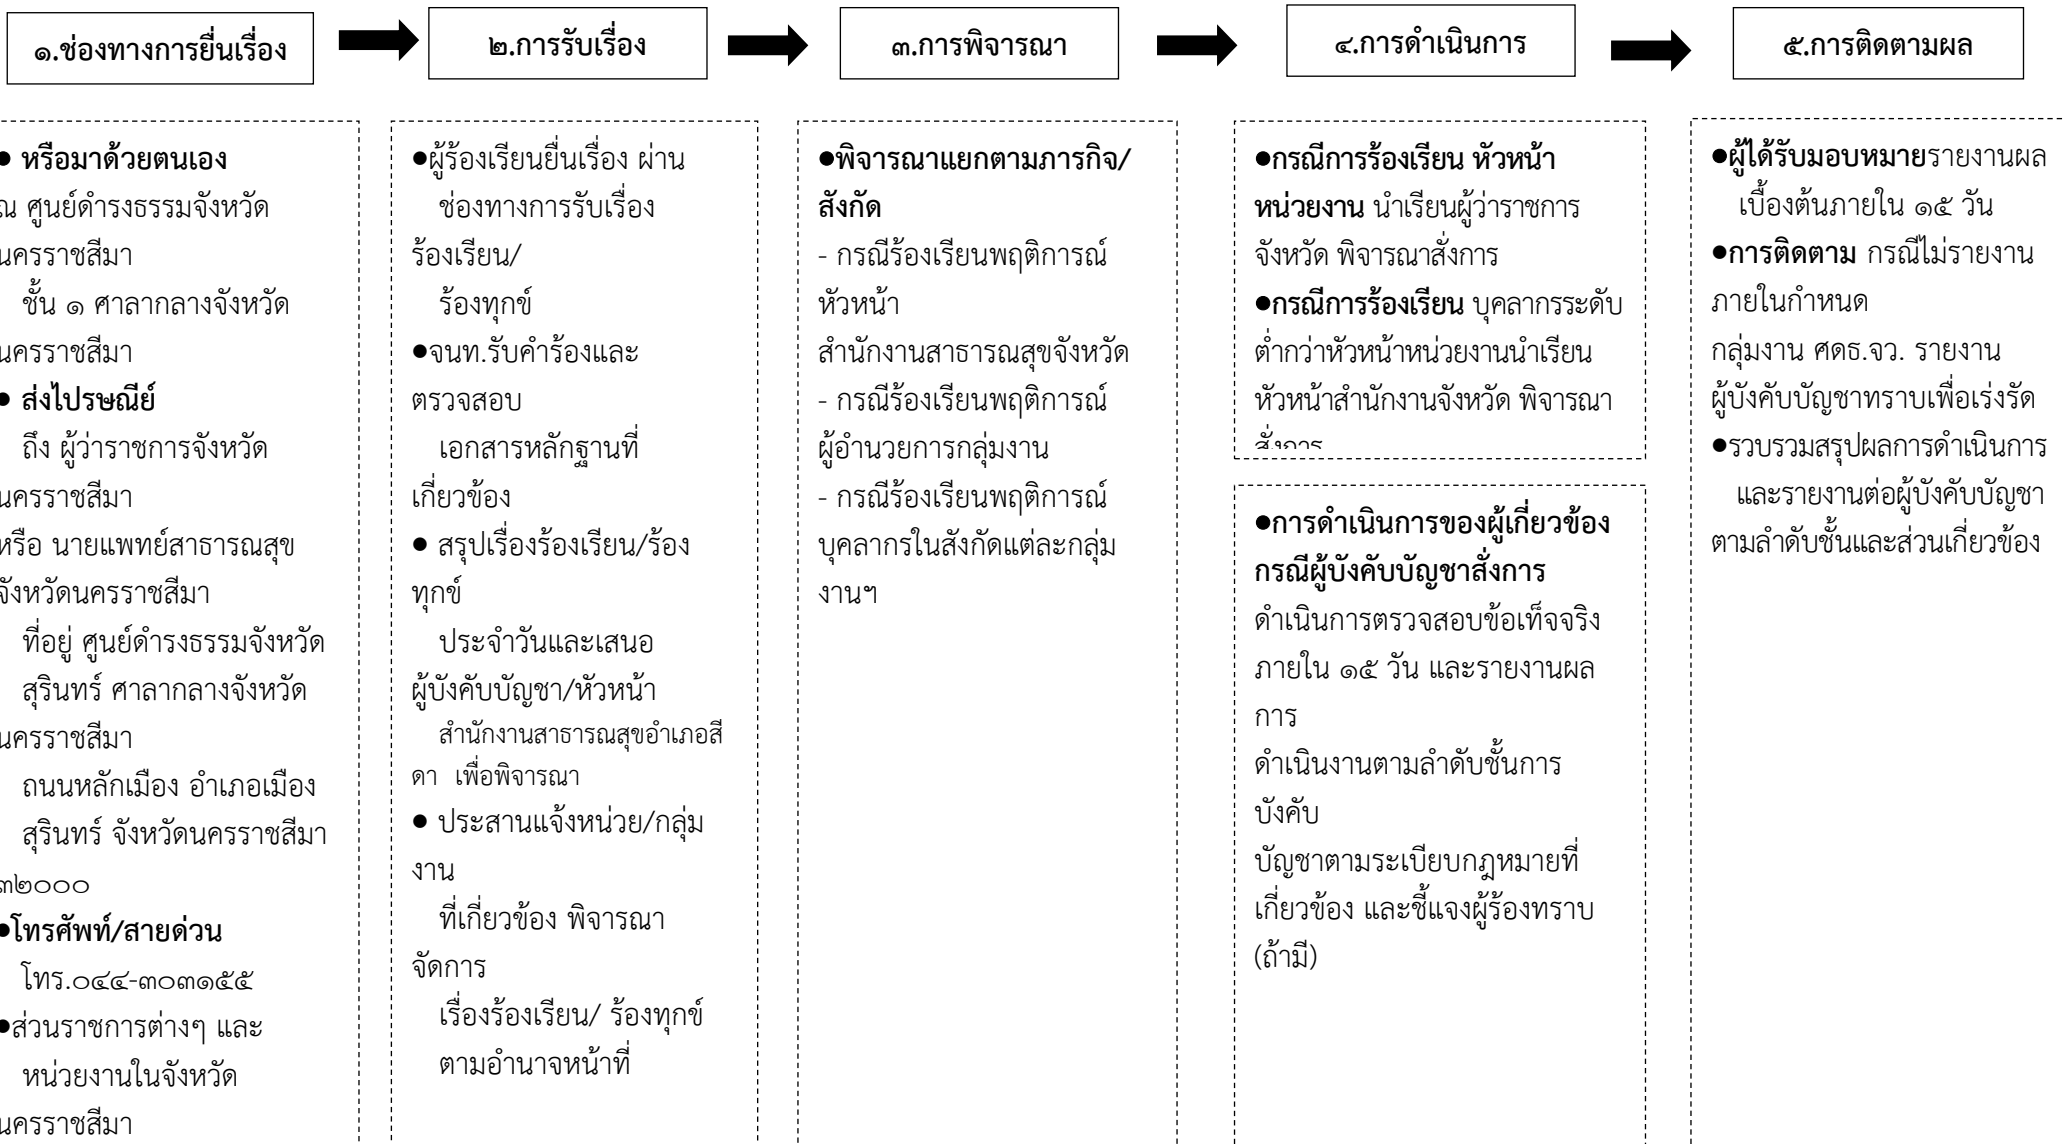 ๑.ช่องทางการยื่นเรื่อง
๒.การรับเรื่อง
๓.การพิจารณา
๔.การดำเนินการ
๕.การติดตามผล
● หรือมาด้วยตนเอง
ณ ศูนย์ดำรงธรรมจังหวัด
นครราชสีมา
ชั้น ๑ ศาลากลางจังหวัด
นครราชสีมา
● ส่งไปรษณีย์
ถึง ผู้ว่าราชการจังหวัด
นครราชสีมา
หรือ นายแพทย์สาธารณสุข
จังหวัดนครราชสีมา
ที่อยู่ ศูนย์ดำรงธรรมจังหวัด
สุรินทร์ ศาลากลางจังหวัด
นครราชสีมา
ถนนหลักเมือง อำเภอเมือง
สุรินทร์ จังหวัดนครราชสีมา
๓๒๐๐๐
●โทรศัพท์/สายด่วน
โทร.๐๔๔-๓๐๓๑๕๕
●ส่วนราชการต่างๆ และ
หน่วยงานในจังหวัด
นครราชสีมา
●ผู้ร้องเรียนยื่นเรื่อง ผ่าน
ช่องทางการรับเรื่อง
ร้องเรียน/
ร้องทุกข์
●จนท.รับคำร้องและ
ตรวจสอบ
เอกสารหลักฐานที่
เกี่ยวข้อง
● สรุปเรื่องร้องเรียน/ร้อง
ทุกข์
ประจำวันและเสนอ
ผู้บังคับบัญชา/หัวหน้า
สำนักงานสาธารณสุขอำเภอสี
ดา เพื่อพิจารณา
● ประสานแจ้งหน่วย/กลุ่ม
งาน
ที่เกี่ยวข้อง พิจารณา
จัดการ
เรื่องร้องเรียน/ ร้องทุกข์
ตามอำนาจหน้าที่
●พิจารณาแยกตามภารกิจ/
สังกัด
- กรณีร้องเรียนพฤติการณ์
หัวหน้า
สำนักงานสาธารณสุขจังหวัด
- กรณีร้องเรียนพฤติการณ์
ผู้อำนวยการกลุ่มงาน
- กรณีร้องเรียนพฤติการณ์
บุคลากรในสังกัดแต่ละกลุ่ม
งานฯ
●กรณีการร้องเรียน หัวหน้า
หน่วยงาน นำเรียนผู้ว่าราชการ
จังหวัด พิจารณาสั่งการ
●กรณีการร้องเรียน บุคลากรระดับ
ต่ำกว่าหัวหน้าหน่วยงานนำเรียน
หัวหน้าสำนักงานจังหวัด พิจารณา
สั่งการ
●การดำเนินการของผู้เกี่ยวข้อง
กรณีผู้บังคับบัญชาสั่งการ
ดำเนินการตรวจสอบข้อเท็จจริง
ภายใน ๑๕ วัน และรายงานผล
การ
ดำเนินงานตามลำดับชั้นการ
บังคับ
บัญชาตามระเบียบกฎหมายที่
เกี่ยวข้อง และชี้แจงผู้ร้องทราบ
(ถ้ามี)
●ผู้ได้รับมอบหมายรายงานผล
เบื้องต้นภายใน ๑๕ วัน
●การติดตาม กรณีไม่รายงาน
ภายในกำหนด
กลุ่มงาน ศดธ.จว. รายงาน
ผู้บังคับบัญชาทราบเพื่อเร่งรัด
●รวบรวมสรุปผลการดำเนินการ
และรายงานต่อผู้บังคับบัญชา
ตามลำดับชั้นและส่วนเกี่ยวข้อง